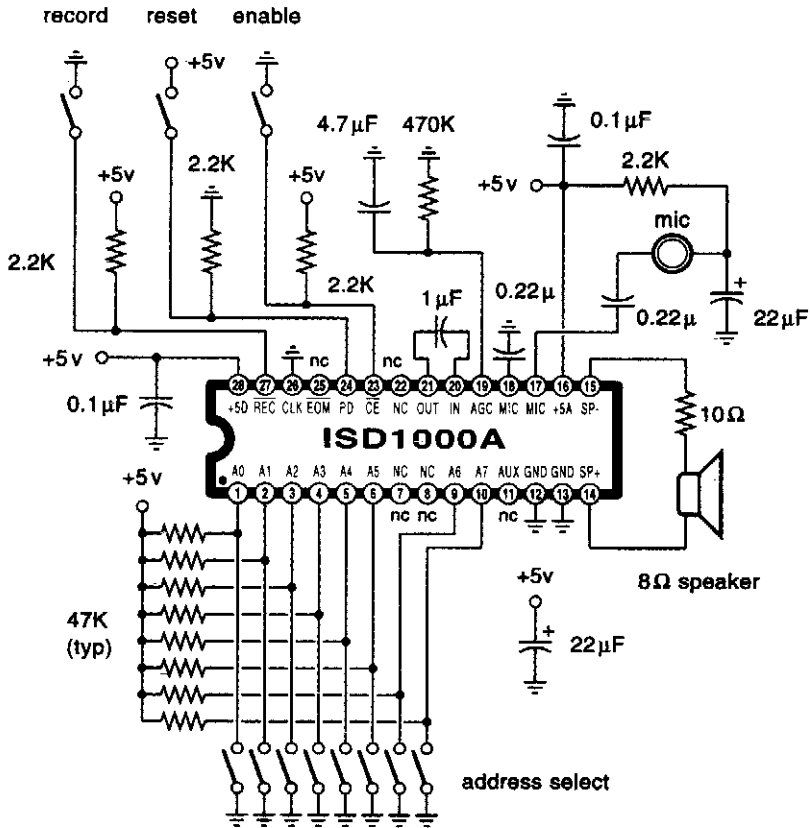 record reset enable
+5v
4.7µF 470K 0.1µF
2.2K 2.2K
+5v +5v +5v
mic
2.2K 2.2K 0.22µ +
1µF 0.22µ 22µF
+5v nc nc
28 27 26 25 24 23 22 21 20 19 18 17 16 15
0.1µF +5D REC CLK EOM PD CE NC OUT IN AGC MIC MIC +5A SP- 10Ω
ISD1000A
+5v A0 A1 A2 A3 A4 A5 NC NC A6 A7 AUX GND GND SP+
1 2 3 4 5 6 7 8 9 10 11 12 13 14
nc nc nc
+5v 8Ω speaker
47K
(typ) + 22µF
address select